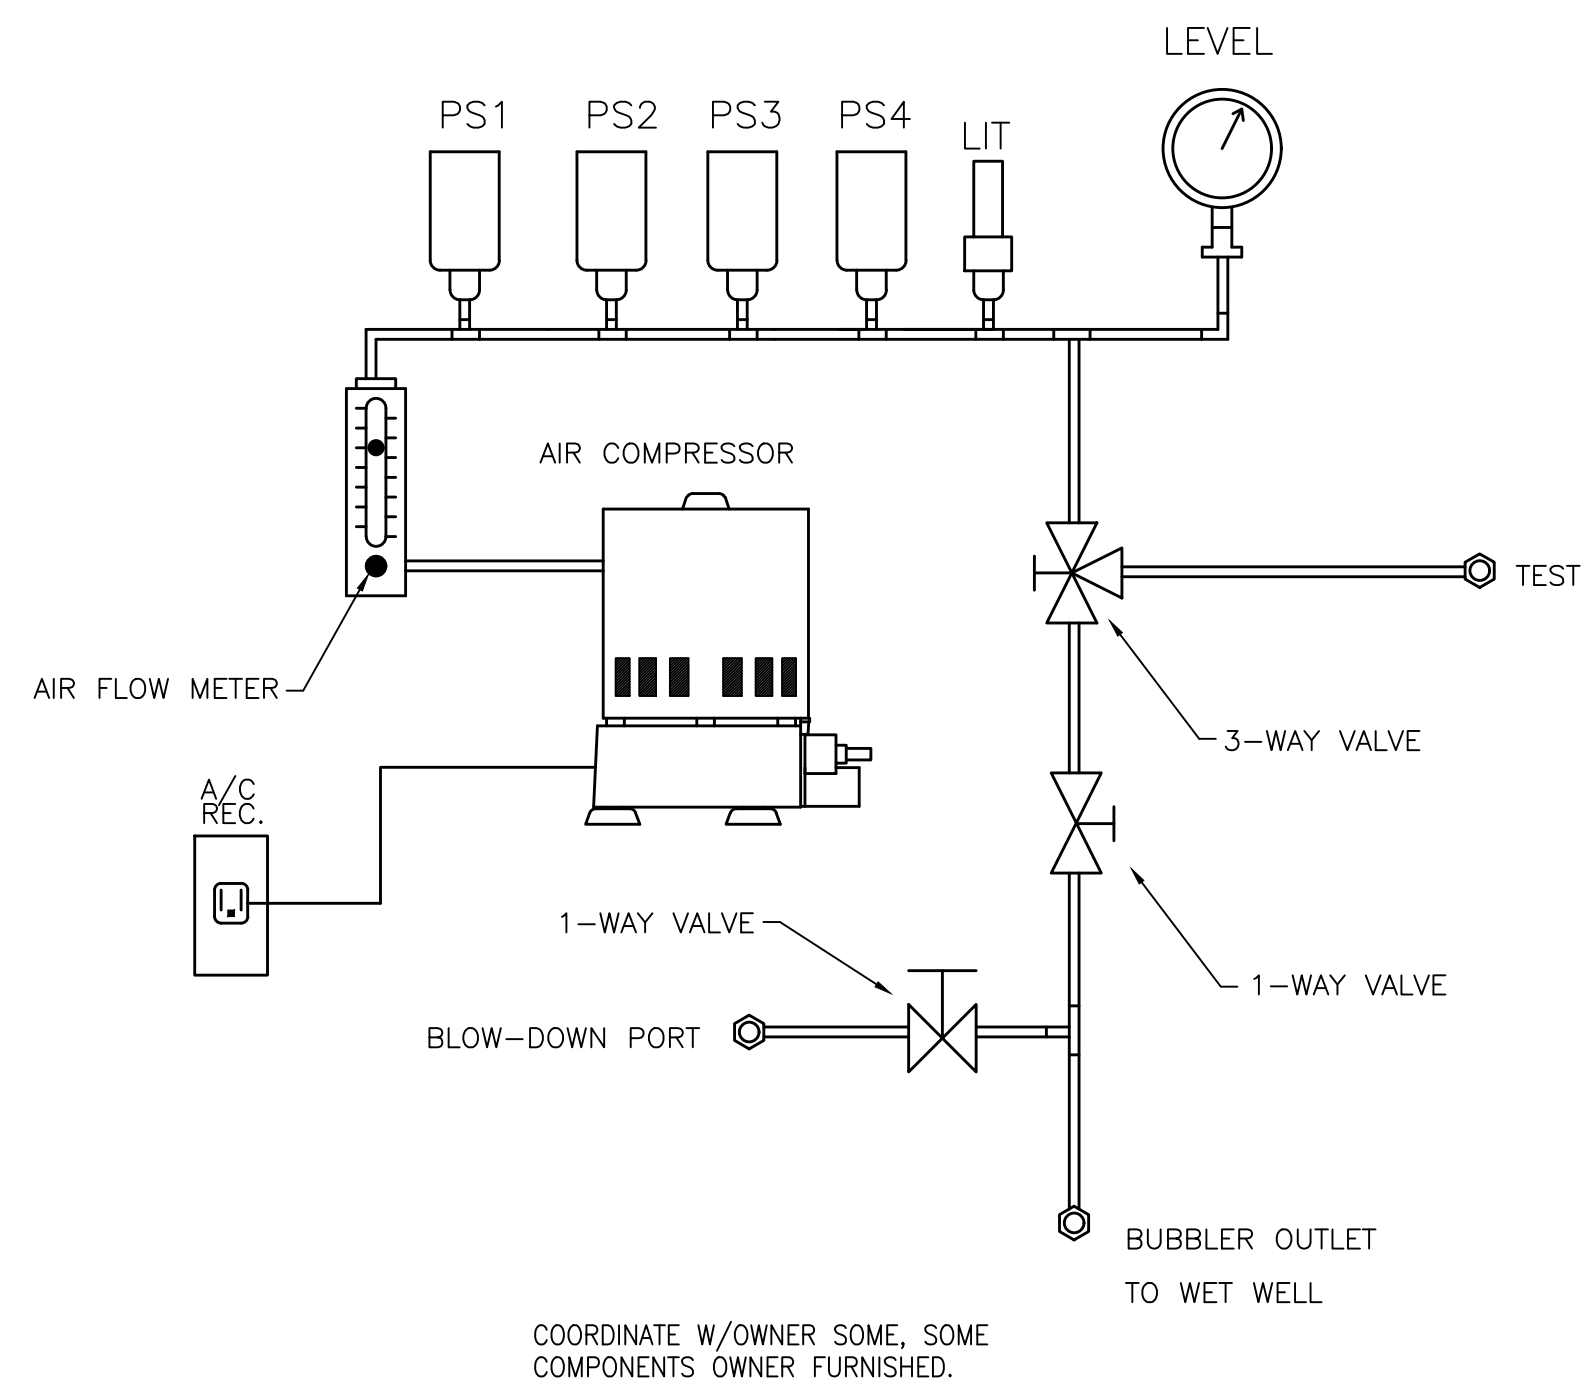 LEVEL
PS1
PS2
PS3
PS4
LIT
AIR COMPRESSOR
TEST
AIR FLOW METER
3-WAY VALVE
A/C
REC.
1-WAY VALVE
1-WAY VALVE
BLOW-DOWN PORT
BUBBLER OUTLET
TO WET WELL
COORDINATE W/OWNER SOME, SOME
COMPONENTS OWNER FURNISHED.